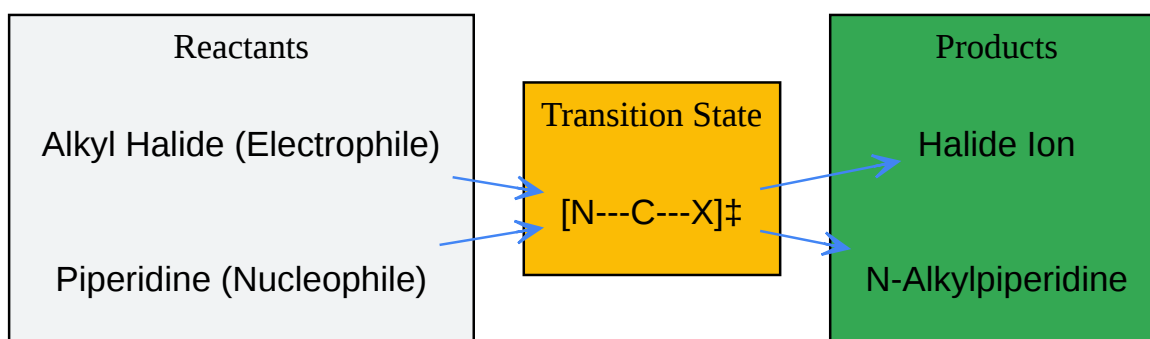 Reactants
Alkyl Halide (Electrophile)
Piperidine (Nucleophile)
Transition State
[N---C---X]‡
Products
Halide Ion
N-Alkylpiperidine